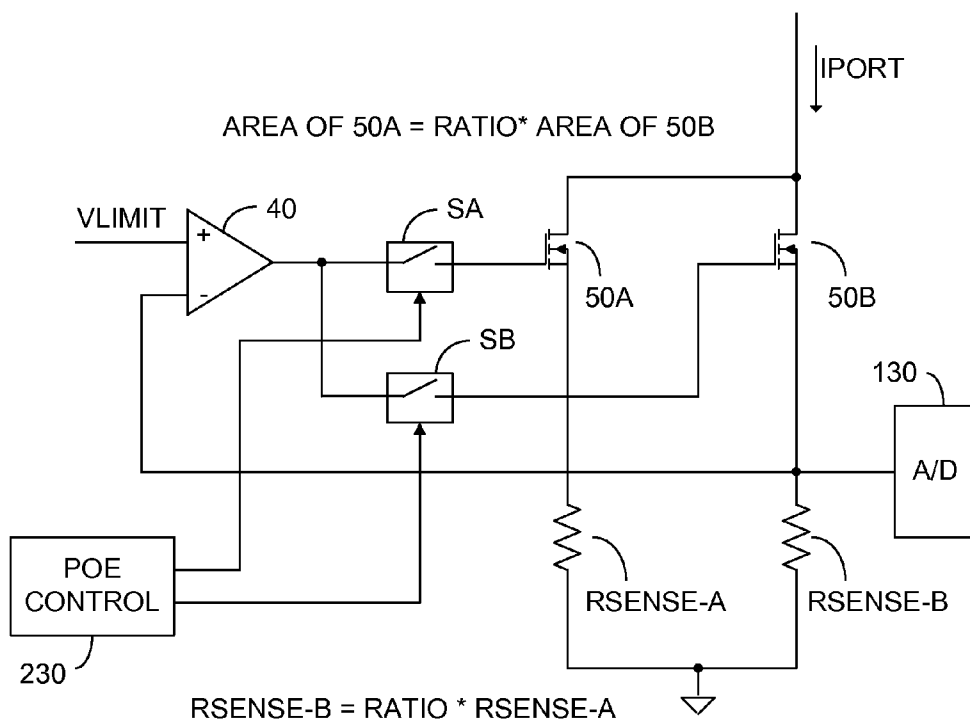 IPORT
AREA OF 50A = RATIO* AREA OF 50B
VLIMIT
40
SA
+
-
50A
50B
SB
130
A/D
POE
CONTROL
RSENSE-A
RSENSE-B
230
RSENSE-B = RATIO * RSENSE-A